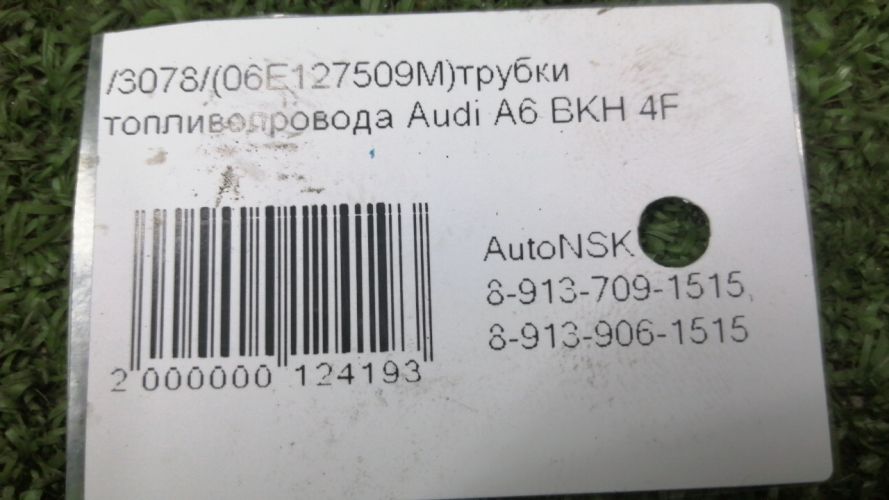 /3078/(06E127509M)трубки
топливопровода Audi A6 BKH 4F
AutoNSK
8-913-709-1515,
8-913-906-1515
2 000000 124193